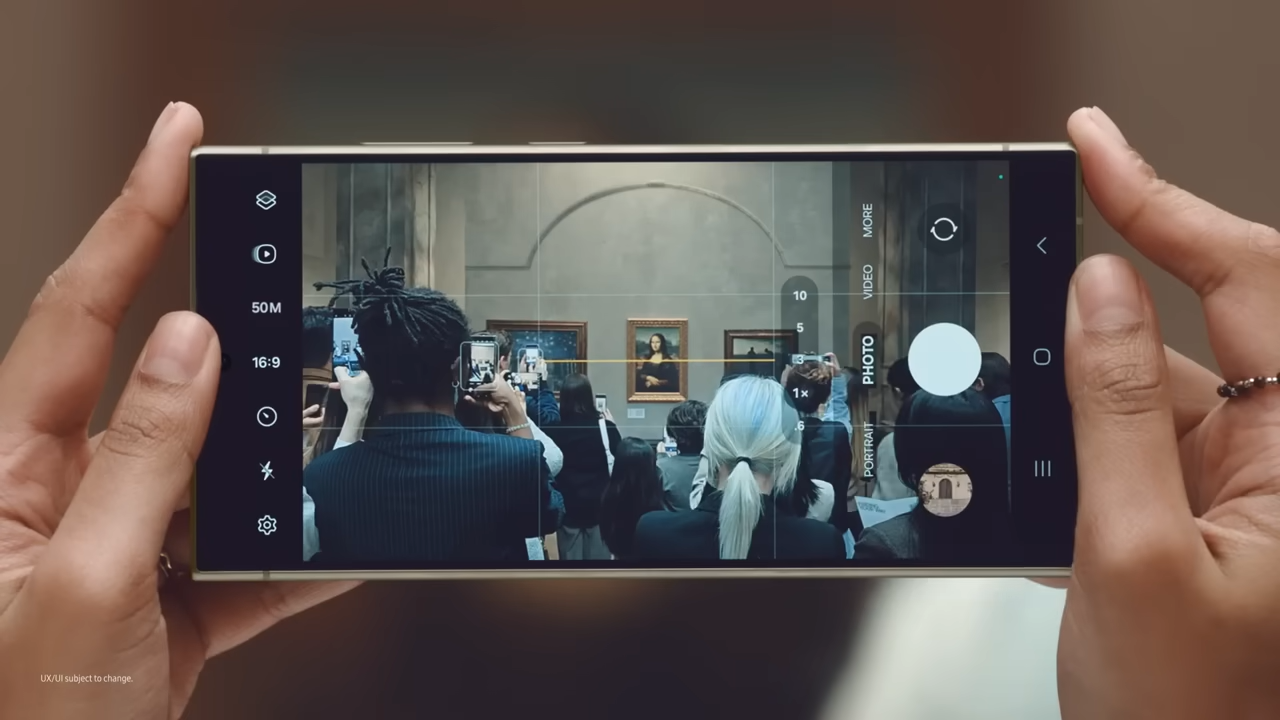 50M
16:9
10
5
3
1×
.6
MORE
VIDEO
PHOTO
PORTRAIT
UX/UI subject to change.